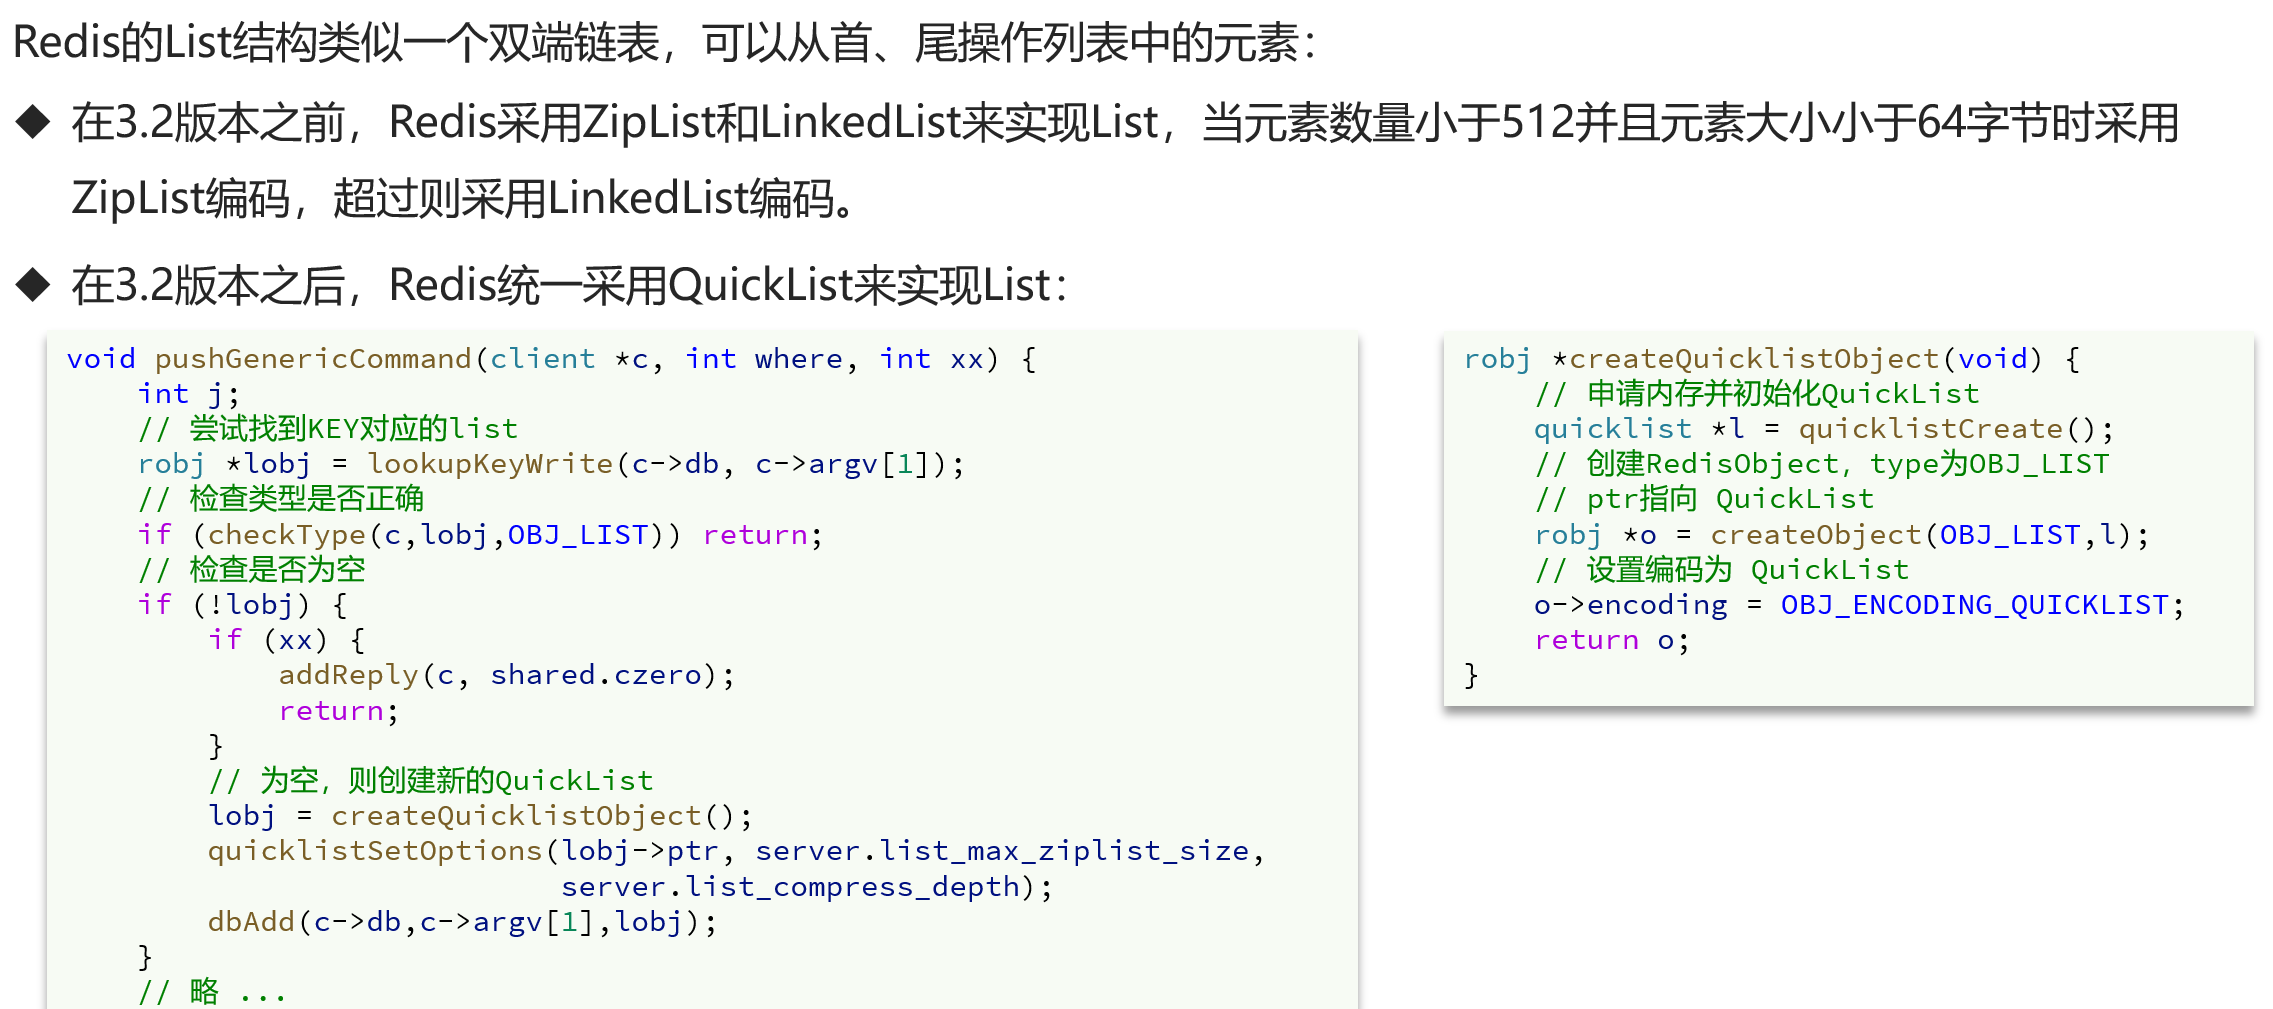 Redis的List结构类似一个双端链表，可以从首、尾操作列表中的元素：
◆ 在3.2版本之前，Redis采用ZipList和LinkedList来实现List，当元素数量小于512并且元素大小小于64字节时采用
ZipList编码，超过则采用LinkedList编码。
◆ 在3.2版本之后，Redis统一采用QuickList来实现List：
void pushGenericCommand(client *c, int where, int xx) {
    int j;
    // 尝试找到KEY对应的list
    robj *lobj = lookupKeyWrite(c->db, c->argv[1]);
    // 检查类型是否正确
    if (checkType(c,lobj,OBJ_LIST)) return;
    // 检查是否为空
    if (!lobj) {
        if (xx) {
            addReply(c, shared.czero);
            return;
        }
        // 为空，则创建新的QuickList
        lobj = createQuicklistObject();
        quicklistSetOptions(lobj->ptr, server.list_max_ziplist_size,
                            server.list_compress_depth);
        dbAdd(c->db,c->argv[1],lobj);
    }
    // 略 ...
robj *createQuicklistObject(void) {
    // 申请内存并初始化QuickList
    quicklist *l = quicklistCreate();
    // 创建RedisObject，type为OBJ_LIST
    // ptr指向 QuickList
    robj *o = createObject(OBJ_LIST,l);
    // 设置编码为 QuickList
    o->encoding = OBJ_ENCODING_QUICKLIST;
    return o;
}